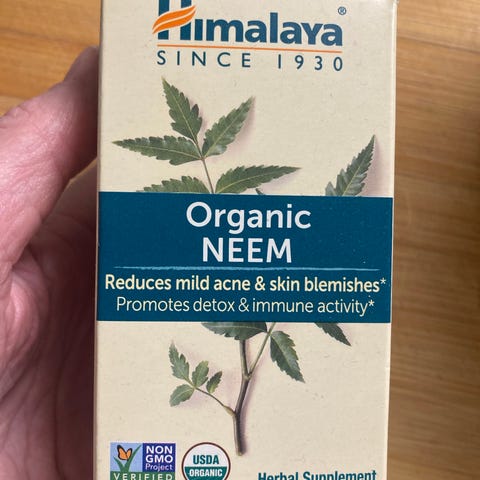 Himalaya®
SINCE 1930
Organic
NEEM
Reduces mild acne & skin blemishes*
Promotes detox & immune activity*
NON
GMO
Project
VERIFIED
USDA
ORGANIC
Herbal Supplement